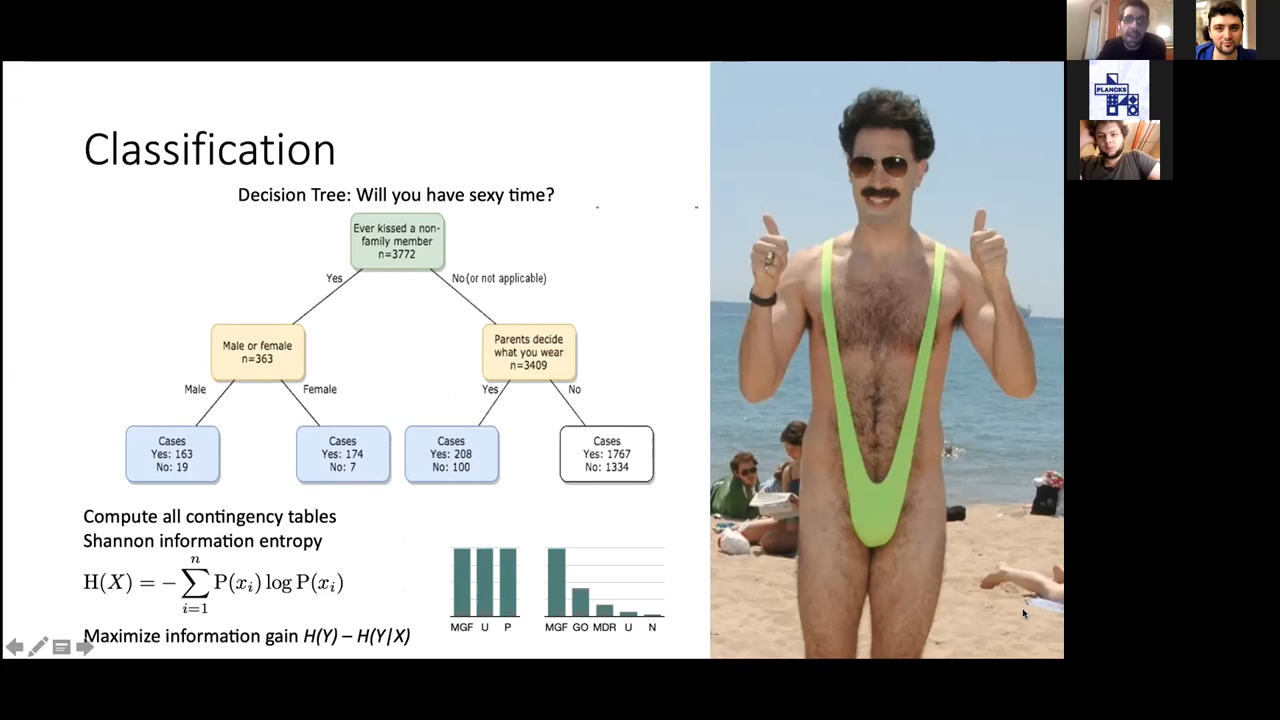 PLANCKS
Classification
Decision Tree: Will you have sexy time?
Ever kissed a non-
family member
n=3772
Yes
No (or not applicable)
Male or female
n=363
Parents decide
what you wear
n=3409
Male
Female
Yes
No
Cases
Yes: 163
No: 19
Cases
Yes: 174
No: 7
Cases
Yes: 208
No: 100
Cases
Yes: 1767
No: 1334
Compute all contingency tables
Shannon information entropy
H(X) = − ∑ⁿᵢ₌₁ P(xᵢ) log P(xᵢ)
MGF U P
MGF GO MDR U N
Maximize information gain H(Y) – H(Y|X)